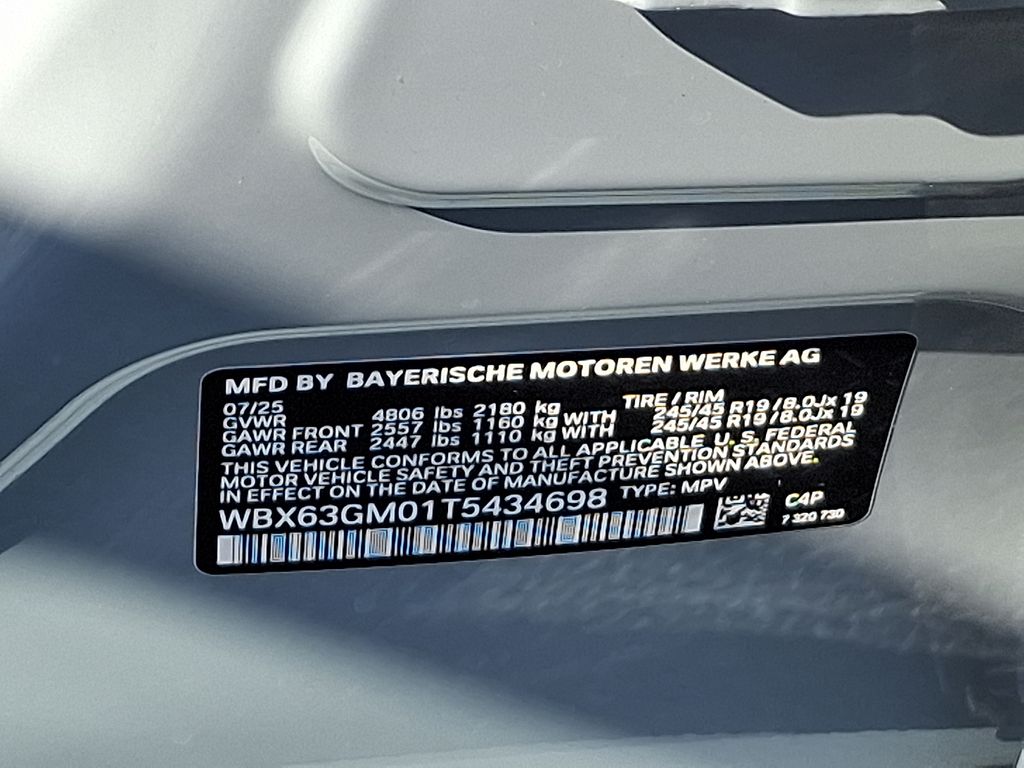 MFD BY BAYERISCHE MOTOREN WERKE AG
07/25 TIRE / RIM
GVWR 4806 lbs 2180 kg
GAWR FRONT 2557 lbs 1160 kg WITH 245/45 R19 / 8.0Jx 19
GAWR REAR 2447 lbs 1110 kg WITH 245/45 R19 / 8.0Jx 19
THIS VEHICLE CONFORMS TO ALL APPLICABLE U. S. FEDERAL
MOTOR VEHICLE SAFETY AND THEFT PREVENTION STANDARDS
IN EFFECT ON THE DATE OF MANUFACTURE SHOWN ABOVE.
WBX63GM01T5434698 TYPE: MPV
C4P
7 320 730